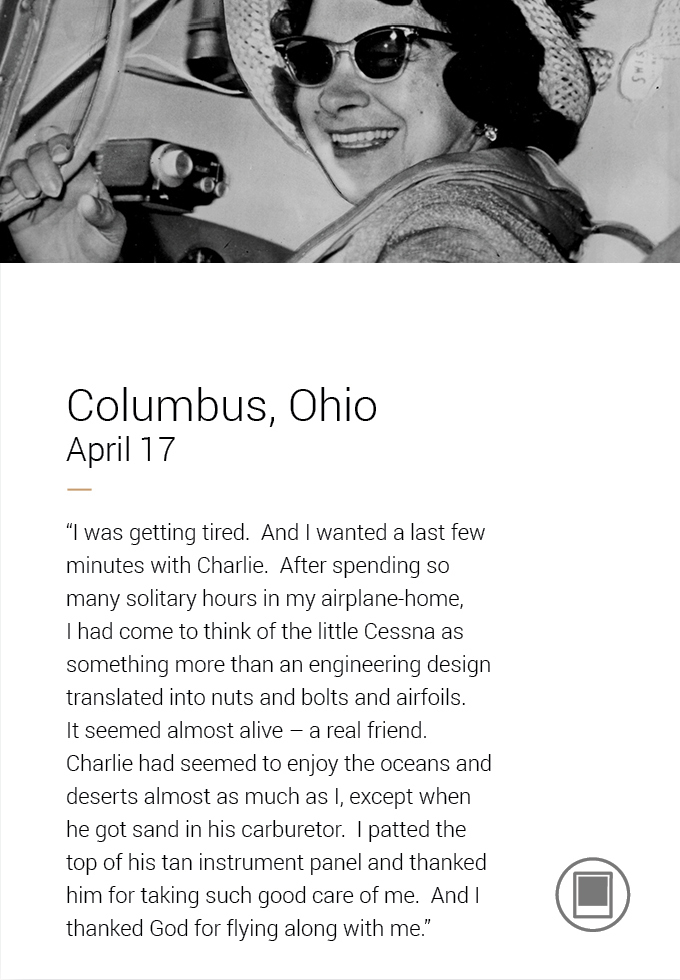 Columbus, Ohio
April 17
“I was getting tired.  And I wanted a last few
minutes with Charlie.  After spending so
many solitary hours in my airplane-home,
I had come to think of the little Cessna as
something more than an engineering design
translated into nuts and bolts and airfoils.
It seemed almost alive – a real friend.
Charlie had seemed to enjoy the oceans and
deserts almost as much as I, except when
he got sand in his carburetor.  I patted the
top of his tan instrument panel and thanked
him for taking such good care of me.  And I
thanked God for flying along with me.”